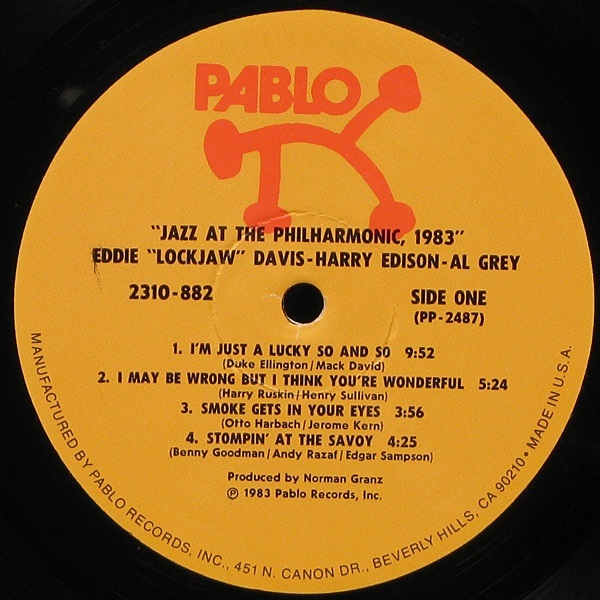 PABLO
"JAZZ AT THE PHILHARMONIC, 1983"
EDDIE "LOCKJAW" DAVIS-HARRY EDISON-AL GREY
2310-882
SIDE ONE
(PP-2487)
1. I'M JUST A LUCKY SO AND SO 9:52
(Duke Ellington/Mack David)
2. I MAY BE WRONG BUT I THINK YOU'RE WONDERFUL 5:24
(Harry Ruskin/Henry Sullivan)
3. SMOKE GETS IN YOUR EYES 3:56
(Otto Harbach/Jerome Kern)
4. STOMPIN' AT THE SAVOY 4:25
(Benny Goodman/Andy Razaf/Edgar Sampson)
Produced by Norman Granz
℗ 1983 Pablo Records, Inc.
MANUFACTURED BY PABLO RECORDS, INC., 451 N. CANON DR., BEVERLY HILLS, CA 90210 • MADE IN U.S.A.